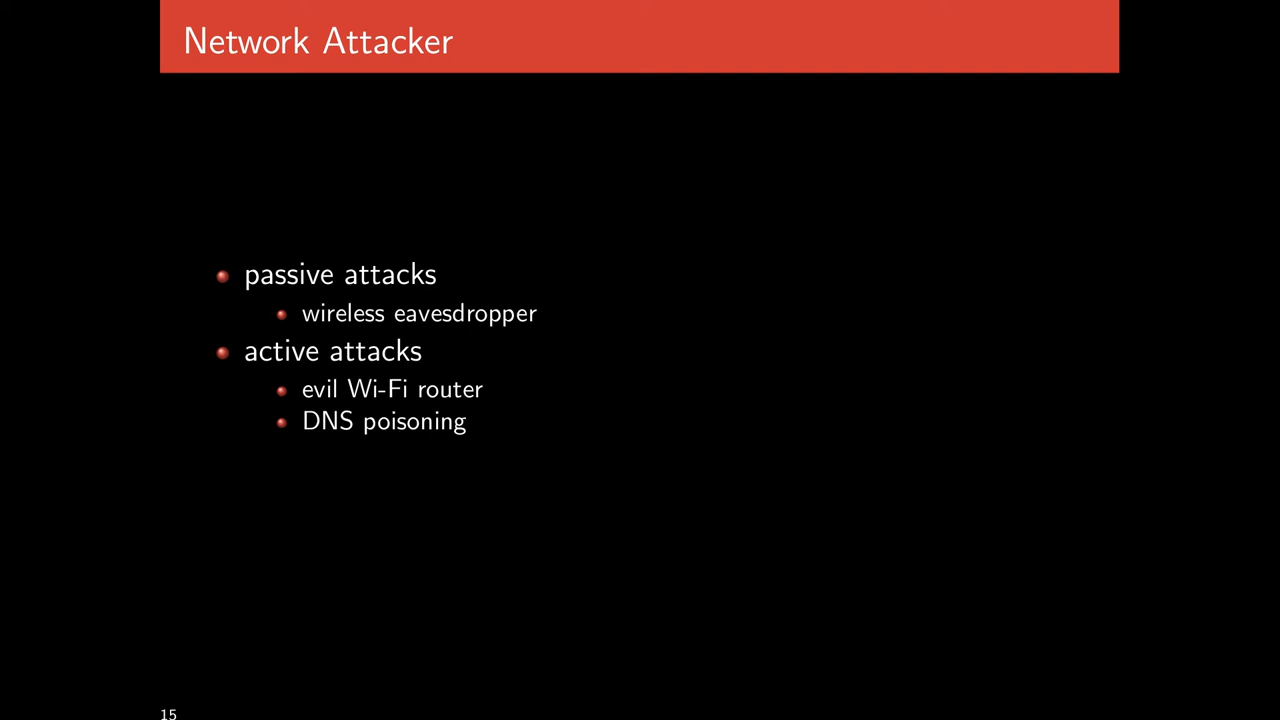 Network Attacker
passive attacks
wireless eavesdropper
active attacks
evil Wi-Fi router
DNS poisoning
15